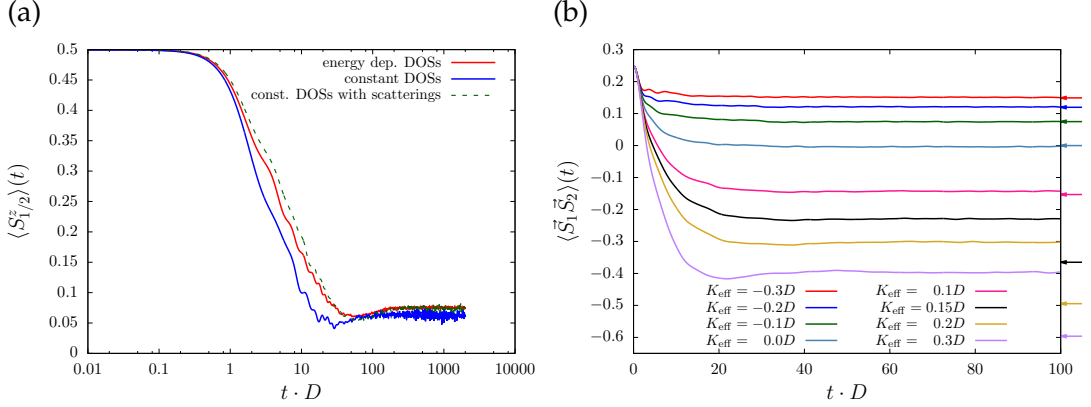 (a)
⟨S^z_{1/2}⟩(t)
0.5
0.45
0.4
0.35
0.3
0.25
0.2
0.15
0.1
0.05
0
0.01 0.1 1 10 100 1000 10000
t · D
energy dep. DOSs
constant DOSs
const. DOSs with scatterings
(b)
⟨S⃗₁S⃗₂⟩(t)
0.2
0.1
0
−0.1
−0.2
−0.3
−0.4
−0.5
−0.6
0 20 40 60 80 100
t · D
K_eff = −0.3D
K_eff = −0.2D
K_eff = −0.1D
K_eff = 0.0D
K_eff = 0.1D
K_eff = 0.15D
K_eff = 0.2D
K_eff = 0.3D